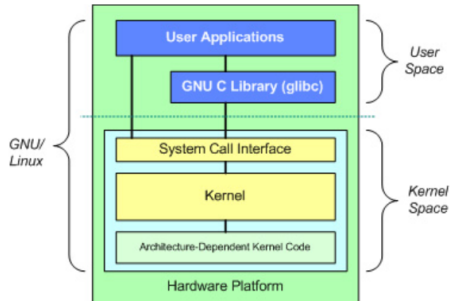 User Applications
User
Space
GNU C Library (glibc)
GNU/
Linux
System Call Interface
Kernel
Kernel
Space
Architecture-Dependent Kernel Code
Hardware Platform